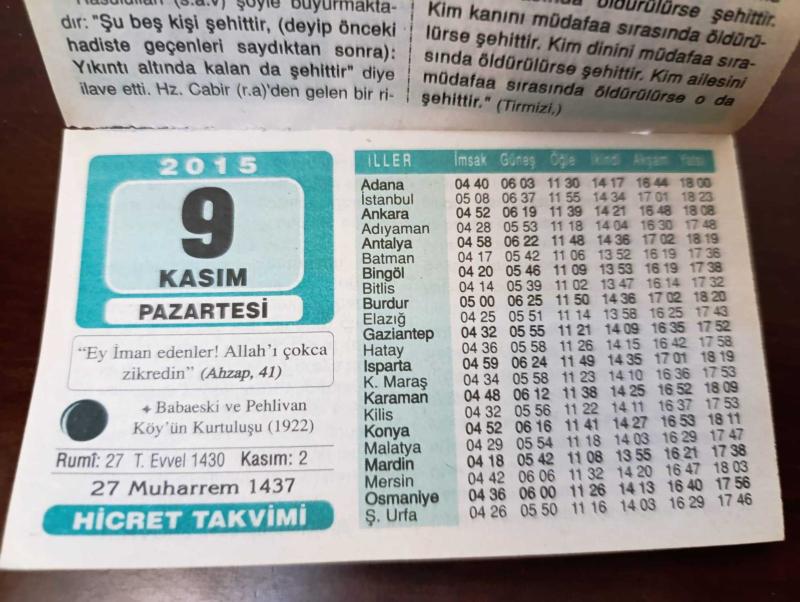 Rasulullah (s.a.v) şöyle buyurmakta-
dır: "Şu beş kişi şehittir, (deyip önceki
hadiste geçenleri saydıktan sonra):
Yıkıntı altında kalan da şehittir" diye
ilave etti. Hz. Cabir (r.a)'den gelen bir ri-
öldürülürse şehittir.
Kim kanını müdafaa sırasında öldürü-
lürse şehittir. Kim dinini müdafaa sıra-
sında öldürülürse şehittir. Kim ailesini
müdafaa sırasında öldürülürse o da
şehittir." (Tirmizi,)
2015
9
KASIM
PAZARTESİ
"Ey İman edenler! Allah'ı çokca
zikredin" (Ahzap, 41)
Babaeski ve Pehlivan
Köy'ün Kurtuluşu (1922)
Rumî: 27 T. Evvel 1430 Kasım: 2
27 Muharrem 1437
HİCRET TAKVİMİ
İLLER İmsak Güneş Öğle İkindi Akşam Yatsı
Adana 04 40 06 03 11 30 14 17 16 44 18 00
İstanbul 05 08 06 37 11 55 14 34 17 01 18 23
Ankara 04 52 06 19 11 39 14 21 16 48 18 08
Adıyaman 04 28 05 53 11 18 14 04 16 30 17 48
Antalya 04 58 06 22 11 48 14 36 17 02 18 19
Batman 04 17 05 42 11 06 13 52 16 19 17 36
Bingöl 04 20 05 46 11 09 13 53 16 19 17 38
Bitlis 04 14 05 39 11 02 13 47 16 14 17 32
Burdur 05 00 06 25 11 50 14 36 17 02 18 20
Elazığ 04 25 05 51 11 14 13 58 16 25 17 43
Gaziantep 04 32 05 55 11 21 14 09 16 35 17 52
Hatay 04 36 05 58 11 26 14 15 16 42 17 58
Isparta 04 59 06 24 11 49 14 35 17 01 18 19
K. Maraş 04 34 05 58 11 23 14 10 16 36 17 53
Karaman 04 48 06 12 11 38 14 25 16 52 18 09
Kilis 04 32 05 56 11 22 14 11 16 37 17 53
Konya 04 52 06 16 11 41 14 27 16 53 18 11
Malatya 04 29 05 54 11 18 14 03 16 29 17 47
Mardin 04 18 05 42 11 08 13 55 16 21 17 38
Mersin 04 42 06 06 11 32 14 20 16 47 18 03
Osmaniye 04 36 06 00 11 26 14 13 16 40 17 56
Ş. Urfa 04 26 05 50 11 16 14 03 16 29 17 46